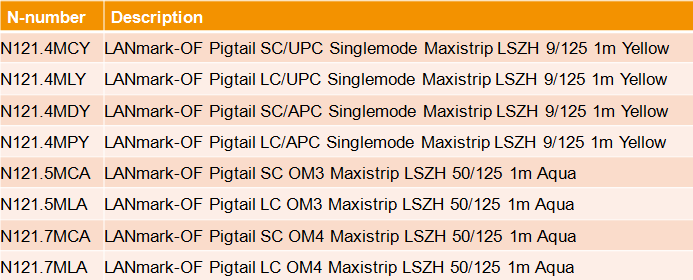 N-number Description
N121.4MCY LANmark-OF Pigtail SC/UPC Singlemode Maxistrip LSZH 9/125 1m Yellow
N121.4MLY LANmark-OF Pigtail LC/UPC Singlemode Maxistrip LSZH 9/125 1m Yellow
N121.4MDY LANmark-OF Pigtail SC/APC Singlemode Maxistrip LSZH 9/125 1m Yellow
N121.4MPY LANmark-OF Pigtail LC/APC Singlemode Maxistrip LSZH 9/125 1m Yellow
N121.5MCA LANmark-OF Pigtail SC OM3 Maxistrip LSZH 50/125 1m Aqua
N121.5MLA LANmark-OF Pigtail LC OM3 Maxistrip LSZH 50/125 1m Aqua
N121.7MCA LANmark-OF Pigtail SC OM4 Maxistrip LSZH 50/125 1m Aqua
N121.7MLA LANmark-OF Pigtail LC OM4 Maxistrip LSZH 50/125 1m Aqua